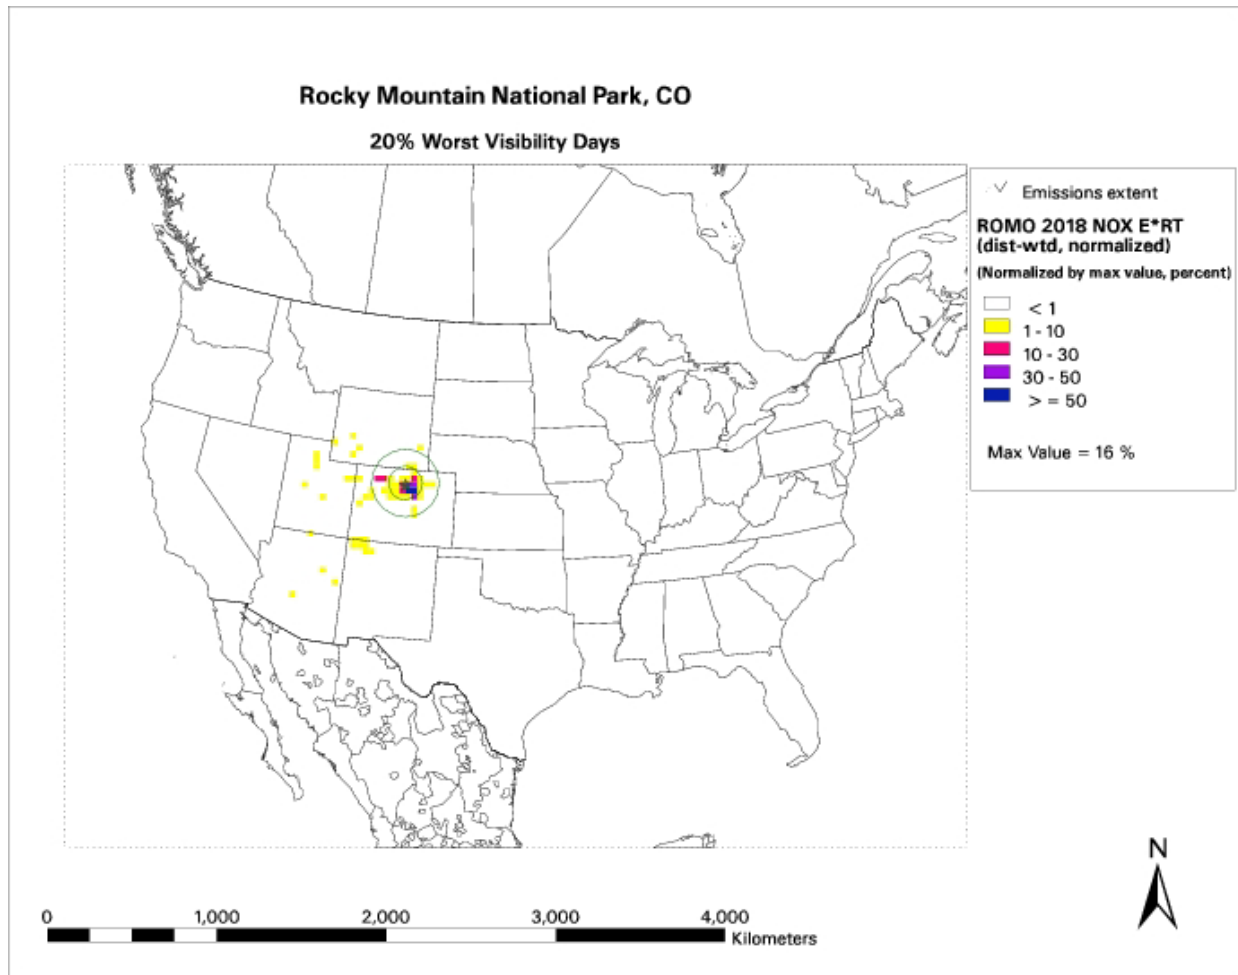 Rocky Mountain National Park, CO
20% Worst Visibility Days
Emissions extent
ROMO 2018 NOX E*RT
(dist-wtd, normalized)
(Normalized by max value, percent)
< 1
1 - 10
10 - 30
30 - 50
> = 50
Max Value = 16 %
N
0 1,000 2,000 3,000 4,000
Kilometers